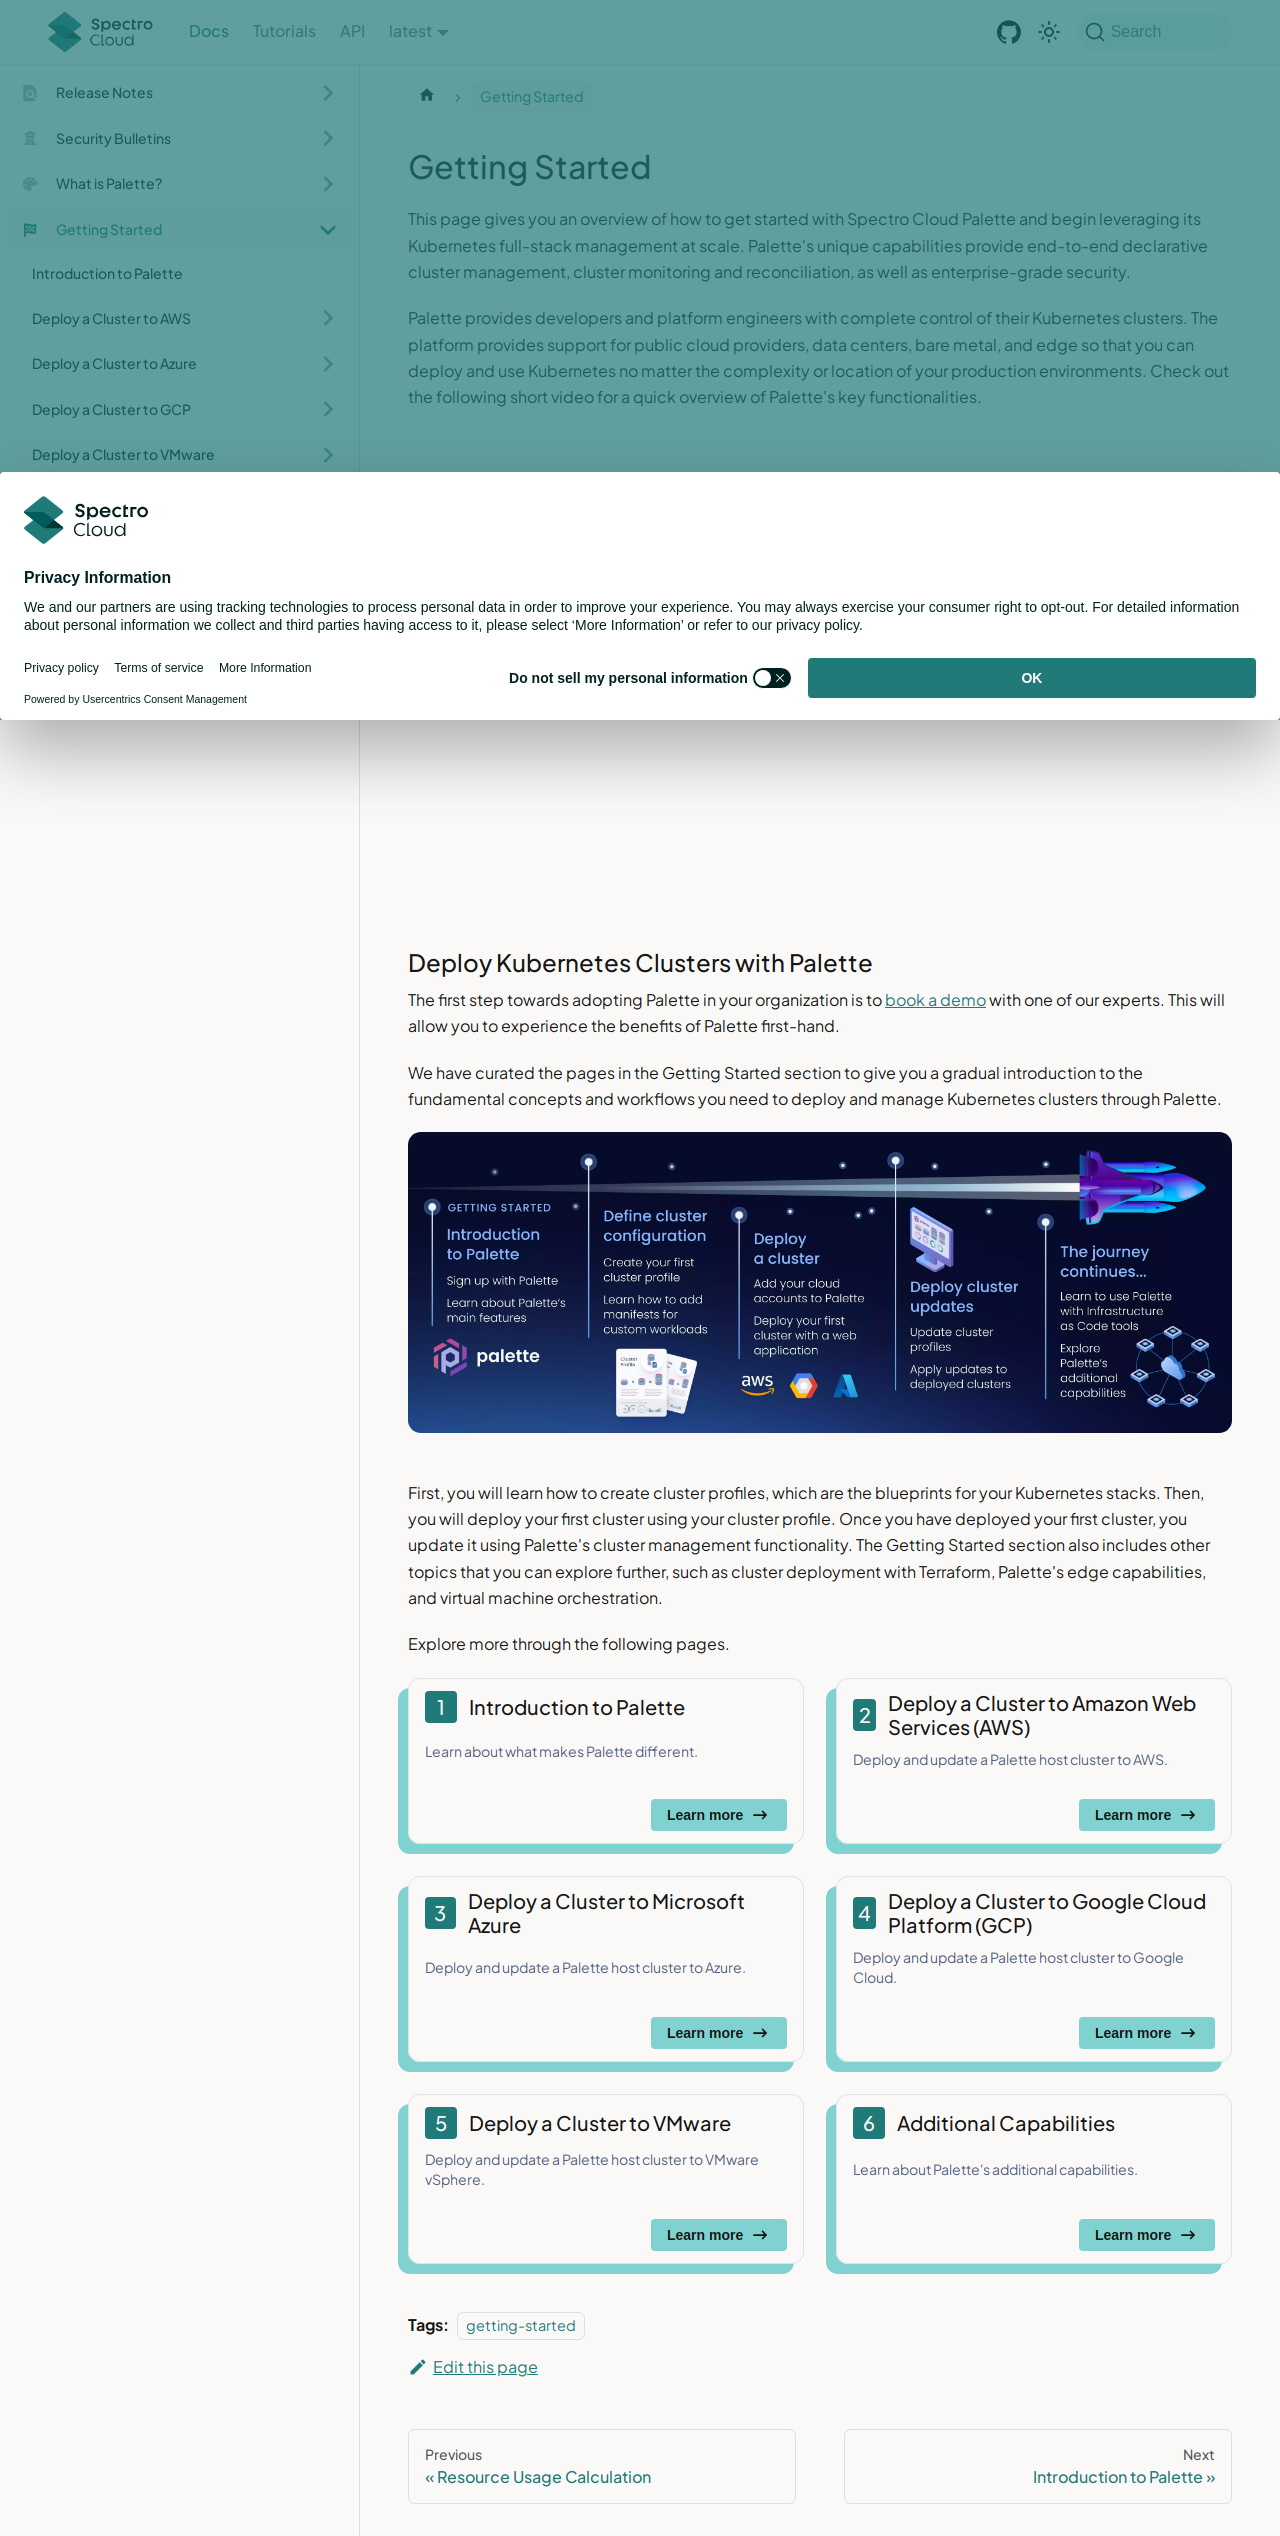 Spectro
Cloud
Docs
Tutorials
API
latest
Search
Release Notes
Security Bulletins
What is Palette?
Getting Started
Introduction to Palette
Deploy a Cluster to AWS
Deploy a Cluster to Azure
Deploy a Cluster to GCP
Deploy a Cluster to VMware
Getting Started
Getting Started
This page gives you an overview of how to get started with Spectro Cloud Palette and begin leveraging its
Kubernetes full-stack management at scale. Palette's unique capabilities provide end-to-end declarative
cluster management, cluster monitoring and reconciliation, as well as enterprise-grade security.
Palette provides developers and platform engineers with complete control of their Kubernetes clusters. The
platform provides support for public cloud providers, data centers, bare metal, and edge so that you can
deploy and use Kubernetes no matter the complexity or location of your production environments. Check out
the following short video for a quick overview of Palette's key functionalities.
Spectro
Cloud
Privacy Information
We and our partners are using tracking technologies to process personal data in order to improve your experience. You may always exercise your consumer right to opt-out. For detailed information
about personal information we collect and third parties having access to it, please select ‘More Information’ or refer to our privacy policy.
Privacy policy
Terms of service
More Information
Powered by Usercentrics Consent Management
Do not sell my personal information
OK
Deploy Kubernetes Clusters with Palette
The first step towards adopting Palette in your organization is to book a demo with one of our experts. This will
allow you to experience the benefits of Palette first-hand.
We have curated the pages in the Getting Started section to give you a gradual introduction to the
fundamental concepts and workflows you need to deploy and manage Kubernetes clusters through Palette.
GETTING STARTED
Introduction
to Palette
Sign up with Palette
Learn about Palette's
main features
palette
Define cluster
configuration
Create your first
cluster profile
Learn how to add
manifests for
custom workloads
Cluster
Profile
Deploy
a cluster
Add your cloud
accounts to Palette
Deploy your first
cluster with a web
application
aws
Deploy cluster
updates
Update cluster
profiles
Apply updates to
deployed clusters
The journey
continues...
Learn to use Palette
with Infrastructure
as Code tools
Explore
Palette's
additional
capabilities
First, you will learn how to create cluster profiles, which are the blueprints for your Kubernetes stacks. Then,
you will deploy your first cluster using your cluster profile. Once you have deployed your first cluster, you
update it using Palette's cluster management functionality. The Getting Started section also includes other
topics that you can explore further, such as cluster deployment with Terraform, Palette's edge capabilities,
and virtual machine orchestration.
Explore more through the following pages.
1
Introduction to Palette
Learn about what makes Palette different.
Learn more
2
Deploy a Cluster to Amazon Web
Services (AWS)
Deploy and update a Palette host cluster to AWS.
Learn more
3
Deploy a Cluster to Microsoft
Azure
Deploy and update a Palette host cluster to Azure.
Learn more
4
Deploy a Cluster to Google Cloud
Platform (GCP)
Deploy and update a Palette host cluster to Google
Cloud.
Learn more
5
Deploy a Cluster to VMware
Deploy and update a Palette host cluster to VMware
vSphere.
Learn more
6
Additional Capabilities
Learn about Palette's additional capabilities.
Learn more
Tags:
getting-started
Edit this page
Previous
« Resource Usage Calculation
Next
Introduction to Palette »